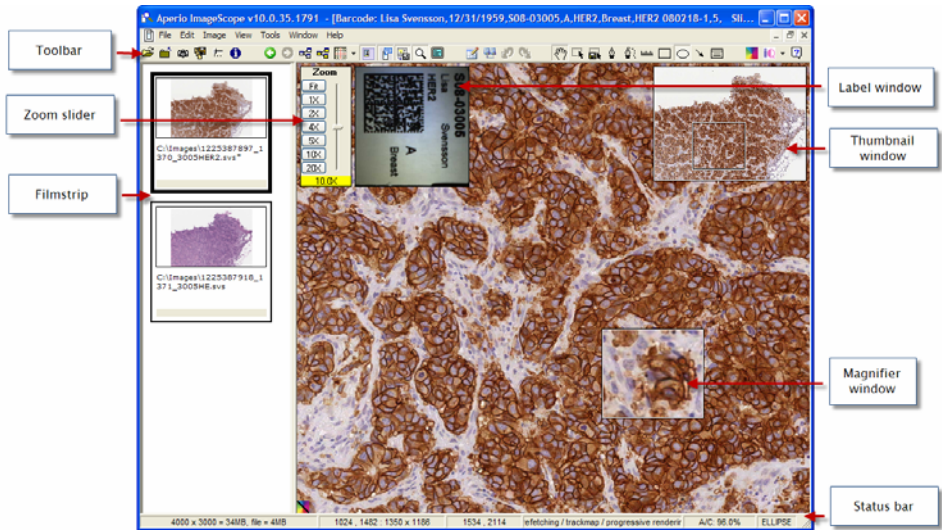 Aperio ImageScope v10.0.35.1791 - [Barcode: Lisa Svensson,12/31/1959,S08-03005,A,HER2,Breast,HER2 080218-1,5, Sli...
File Edit Image View Tools Window Help
Toolbar
Zoom slider
Filmstrip
C:\Images\1225387897_1
370_3005HER2.svs*
C:\Images\1225387918_1
371_3005HE.svs
Zoom
Fit
1X
2X
4X
5X
10X
20X
10.0X
S08-03005
HER2
Lisa Svensson
A
Breast
Label window
Thumbnail
window
Magnifier
window
Status bar
4000 x 3000 = 34MB, file = 4MB
1024 , 1482 : 1350 x 1186
1534 , 2114
efetching / trackmap / progressive renderir
A/C: 96.0%
ELLIPSE